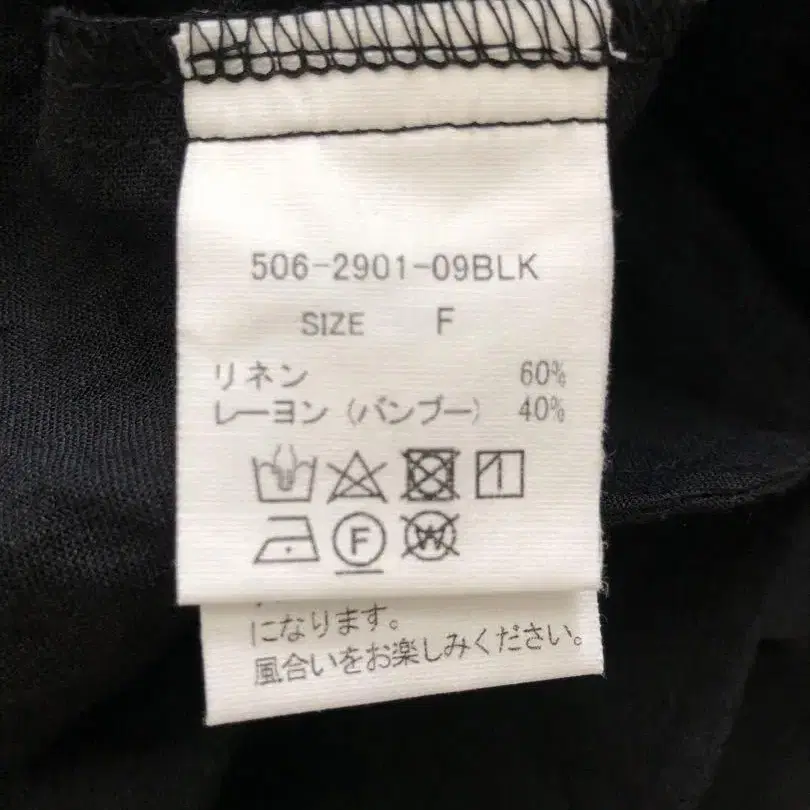 506-2901-09BLK
SIZE F
リネン 60%
レーヨン (バンブー) 40%
F
W
になります。
風合いをお楽しみください。